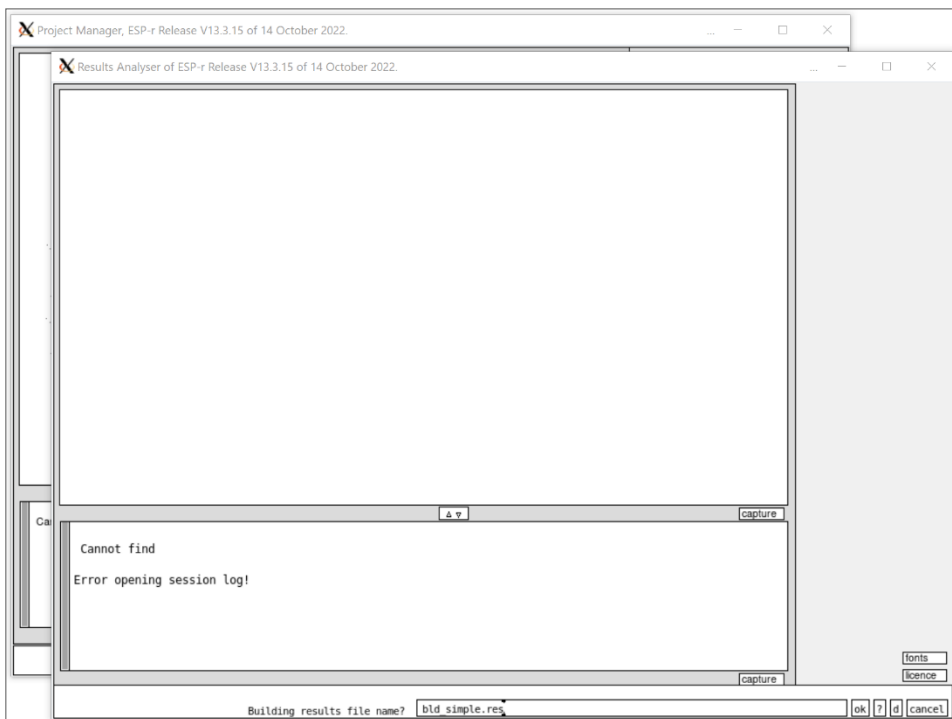 Project Manager, ESP-r Release V13.3.15 of 14 October 2022.
...
Results Analyser of ESP-r Release V13.3.15 of 14 October 2022.
...
capture
Ca
Cannot find
Error opening session log!
fonts
licence
capture
Building results file name? bld_simple.res ok ? d cancel